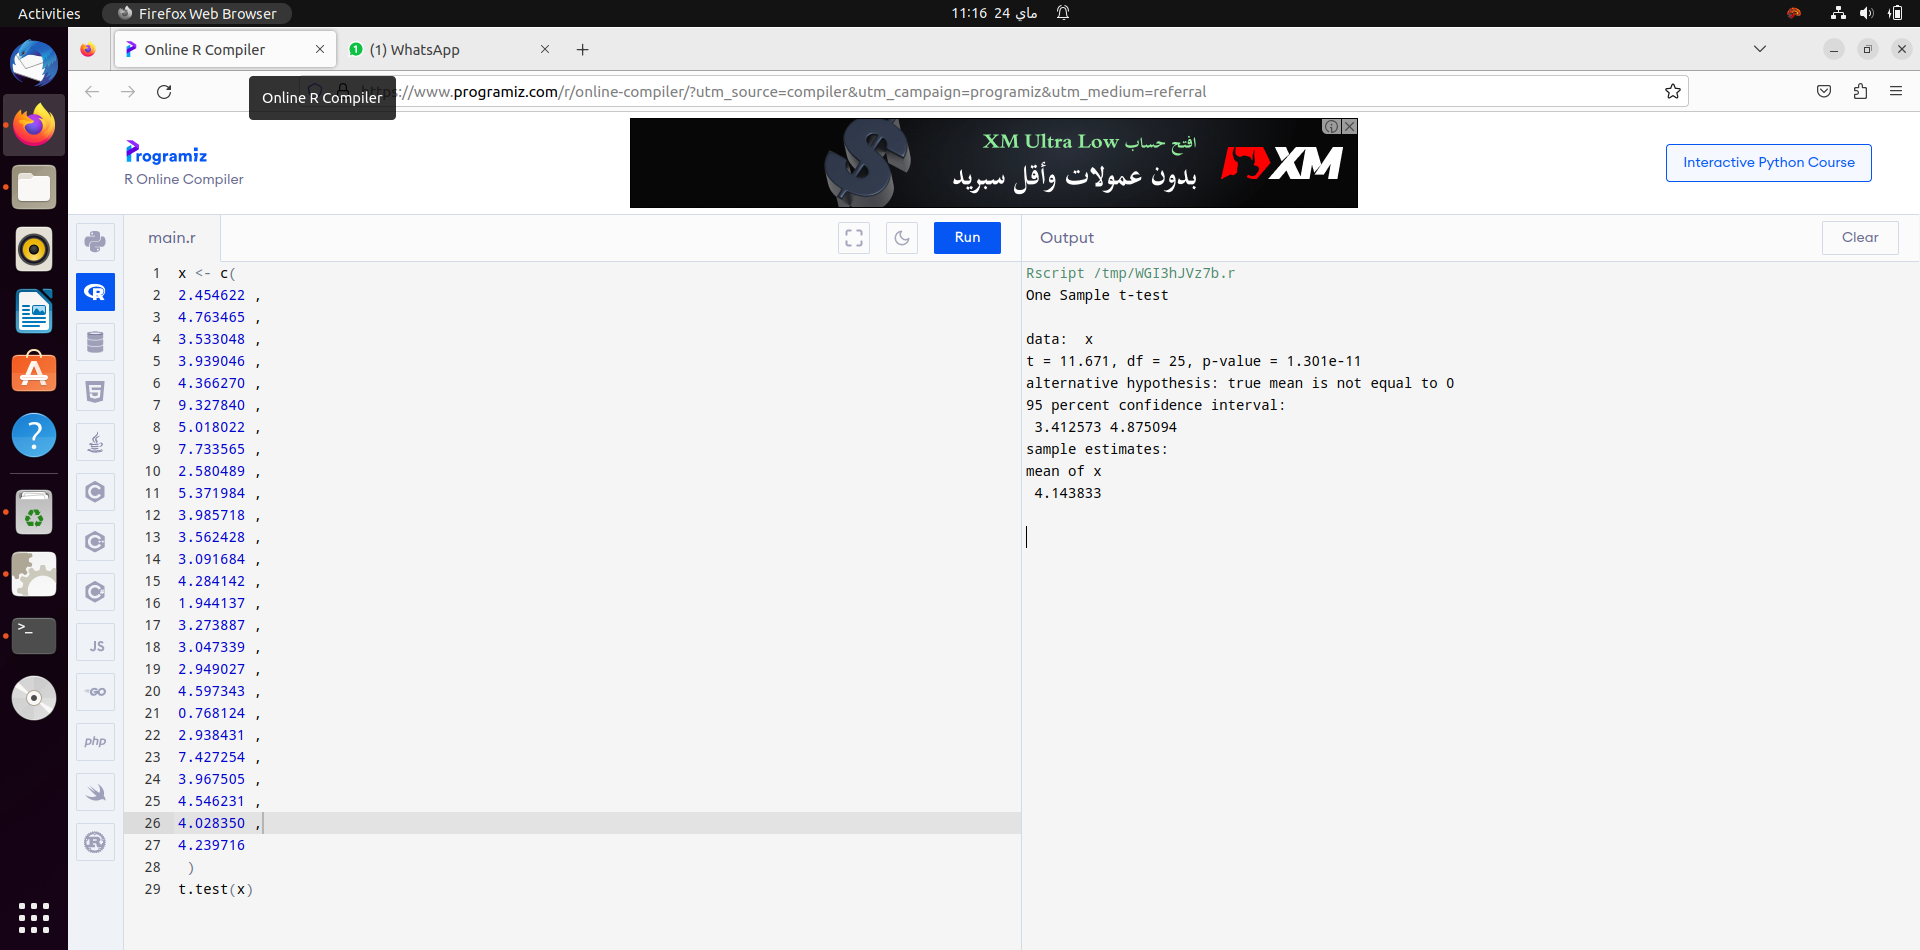 Activities
Firefox Web Browser
11:16 24 ماي
Online R Compiler
(1) WhatsApp
Online R Compiler
://www.programiz.com/r/online-compiler/?utm_source=compiler&utm_campaign=programiz&utm_medium=referral
Programiz
R Online Compiler
افتح حساب XM Ultra Low
بدون عمولات وأقل سبريد
XM
Interactive Python Course
main.r
Run
Output
Clear
1 x <- c(
2 2.454622 ,
3 4.763465 ,
4 3.533048 ,
5 3.939046 ,
6 4.366270 ,
7 9.327840 ,
8 5.018022 ,
9 7.733565 ,
10 2.580489 ,
11 5.371984 ,
12 3.985718 ,
13 3.562428 ,
14 3.091684 ,
15 4.284142 ,
16 1.944137 ,
17 3.273887 ,
18 3.047339 ,
19 2.949027 ,
20 4.597343 ,
21 0.768124 ,
22 2.938431 ,
23 7.427254 ,
24 3.967505 ,
25 4.546231 ,
26 4.028350 ,
27 4.239716
28 )
29 t.test(x)
Rscript /tmp/WGI3hJVz7b.r
One Sample t-test
data:  x
t = 11.671, df = 25, p-value = 1.301e-11
alternative hypothesis: true mean is not equal to 0
95 percent confidence interval:
3.412573 4.875094
sample estimates:
mean of x
4.143833
JS
GO
php